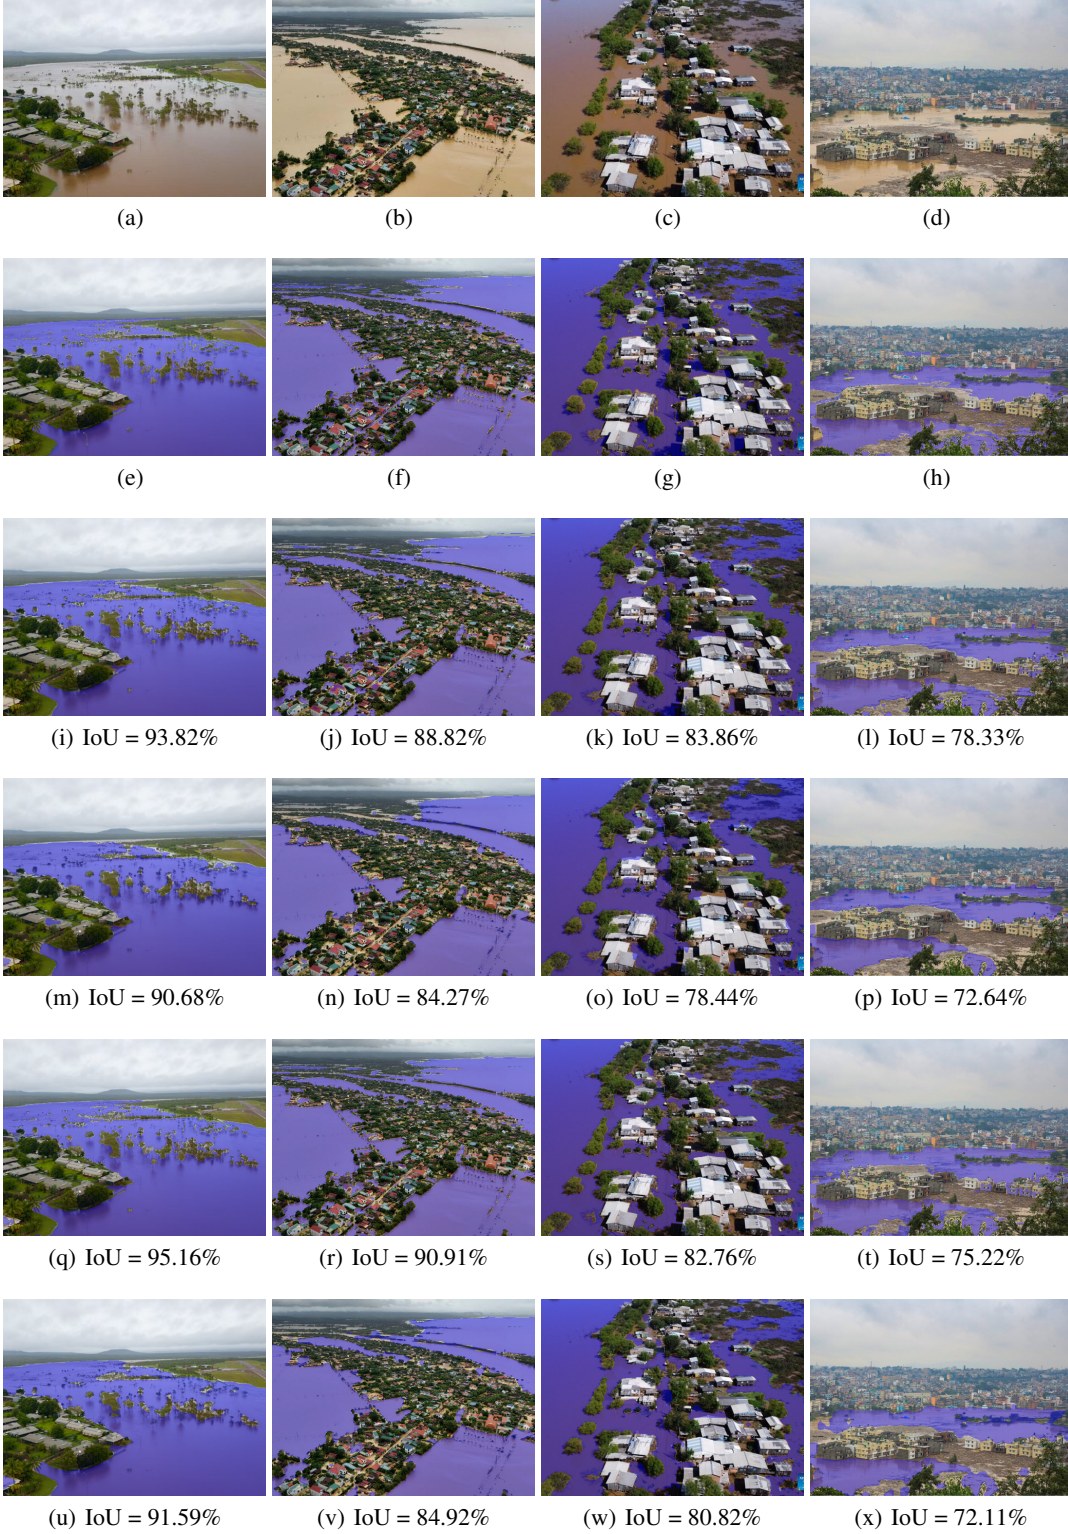 (a) (b) (c) (d)
(e) (f) (g) (h)
(i) IoU = 93.82% (j) IoU = 88.82% (k) IoU = 83.86% (l) IoU = 78.33%
(m) IoU = 90.68% (n) IoU = 84.27% (o) IoU = 78.44% (p) IoU = 72.64%
(q) IoU = 95.16% (r) IoU = 90.91% (s) IoU = 82.76% (t) IoU = 75.22%
(u) IoU = 91.59% (v) IoU = 84.92% (w) IoU = 80.82% (x) IoU = 72.11%